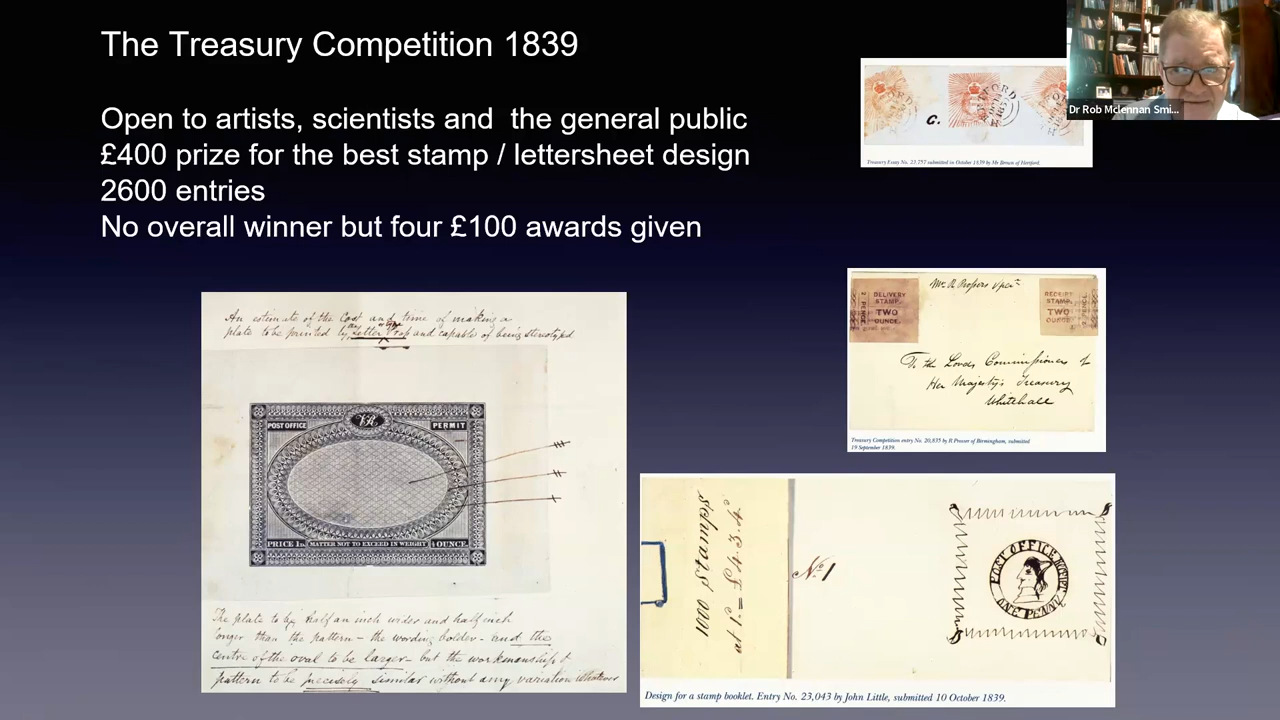 The Treasury Competition 1839
Open to artists, scientists and the general public
£400 prize for the best stamp / lettersheet design
2600 entries
No overall winner but four £100 awards given
Dr Rob Mclennan Smi...
C.
Treasury Essay No. 23,757 submitted in October 1839 by Mr Brown of Hertford.
DELIVERY
STAMP.
TWO
OUNCE.
2 PENCE
RECEIPT
STAMP.
TWO
OUNCE.
2 PENCE
To the Lords Commissioners of
Her Majesty's Treasury
Whitehall
Treasury Competition entry No. 20,835 by R Prosser of Birmingham, submitted
19 September 1839.
An estimate of the Cost and time of making a
plate to be printed by and capable of being stereotyped
POST OFFICE
VR
PERMIT
PRICE 1D.
MATTER NOT TO EXCEED IN WEIGHT
½ OUNCE.
The plate to be half an inch wider and half inch
longer than the pattern - the wording bolder - and the
centre of the oval to be larger - but the workmanship &
pattern to be precisely similar without any variation whatever
1000 stamps
at 1d = £4.3.4
No. 1
POST OFFICE
ONE PENNY
Design for a stamp booklet. Entry No. 23,043 by John Little, submitted 10 October 1839.